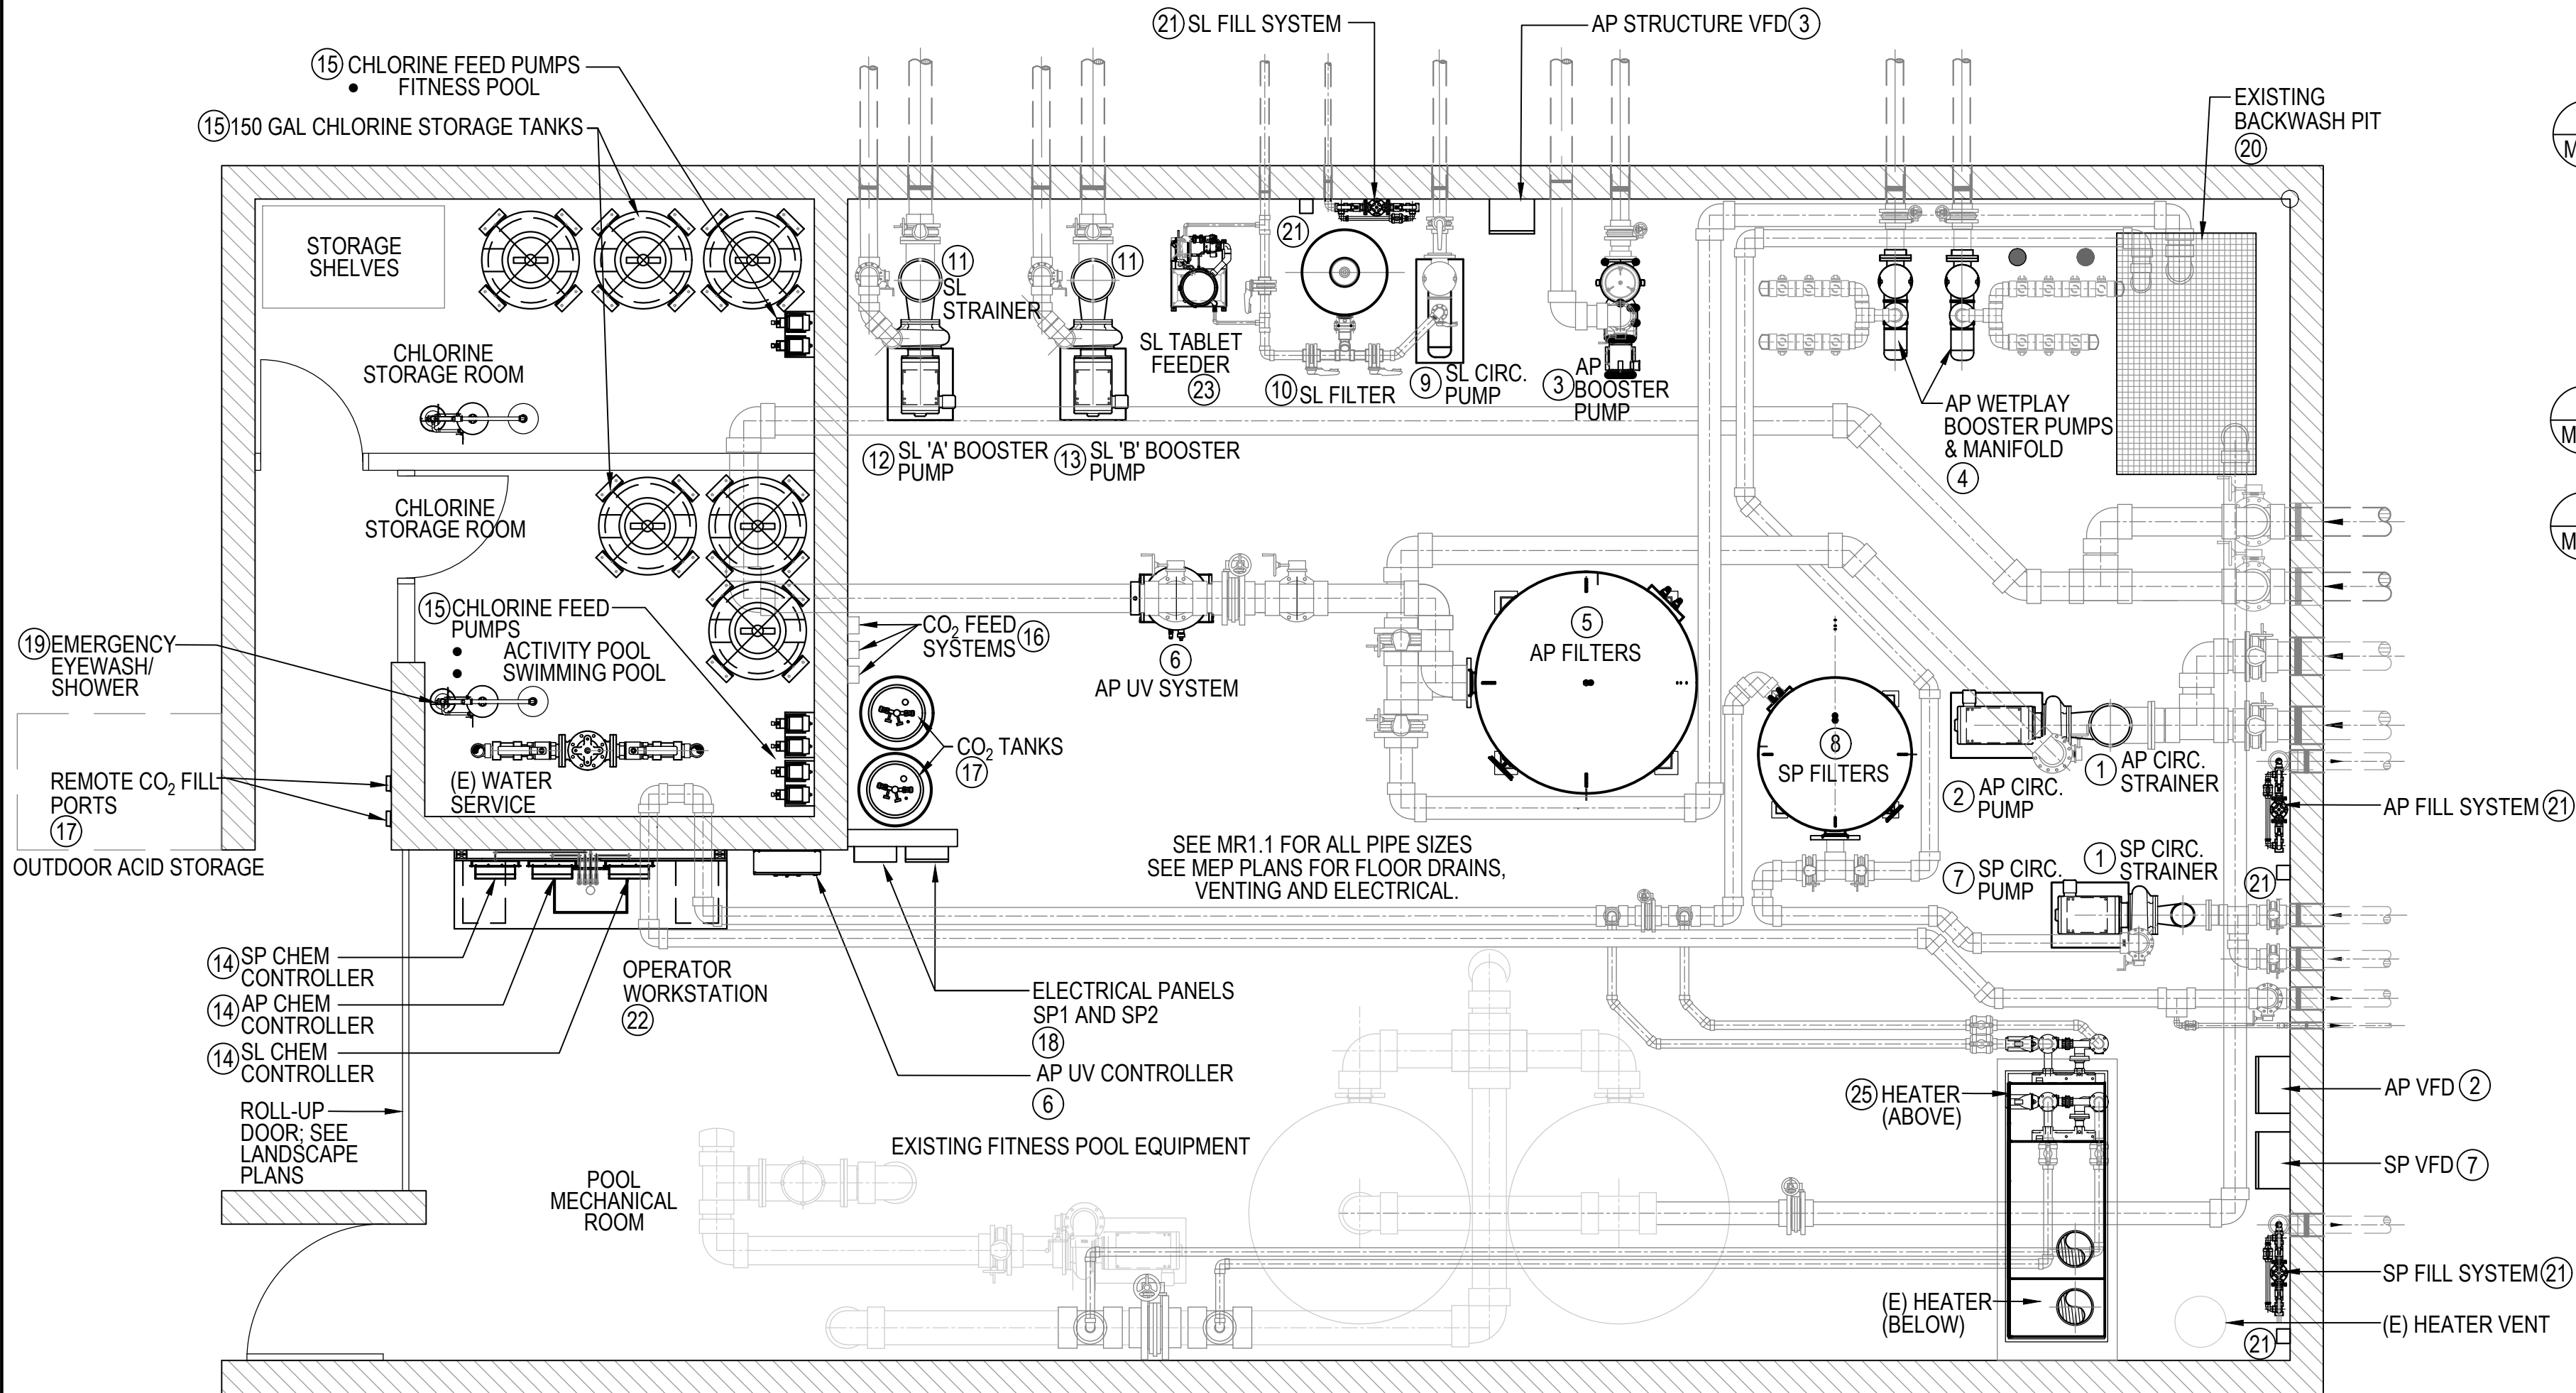 21 SL FILL SYSTEM
AP STRUCTURE VFD 3
15 CHLORINE FEED PUMPS
• FITNESS POOL
15 150 GAL CHLORINE STORAGE TANKS
EXISTING
BACKWASH PIT
20
M
STORAGE
SHELVES
21
11
SL
STRAINER
11
SL TABLET
FEEDER
23
10 SL FILTER
9 SL CIRC.
PUMP
3 AP
BOOSTER
PUMP
CHLORINE
STORAGE ROOM
AP WETPLAY
BOOSTER PUMPS
& MANIFOLD
4
M
12 SL 'A' BOOSTER
PUMP
13 SL 'B' BOOSTER
PUMP
CHLORINE
STORAGE ROOM
M
15 CHLORINE FEED
PUMPS
• ACTIVITY POOL
• SWIMMING POOL
CO2 FEED
SYSTEMS 16
6
AP UV SYSTEM
5
AP FILTERS
19 EMERGENCY
EYEWASH/
SHOWER
CO2 TANKS
17
8
SP FILTERS
REMOTE CO2 FILL
PORTS
17
(E) WATER
SERVICE
2 AP CIRC.
PUMP
1 AP CIRC.
STRAINER
AP FILL SYSTEM 21
OUTDOOR ACID STORAGE
SEE MR1.1 FOR ALL PIPE SIZES
SEE MEP PLANS FOR FLOOR DRAINS,
VENTING AND ELECTRICAL.
7 SP CIRC.
PUMP
1 SP CIRC.
STRAINER
21
14 SP CHEM
CONTROLLER
14 AP CHEM
CONTROLLER
14 SL CHEM
CONTROLLER
OPERATOR
WORKSTATION
22
ELECTRICAL PANELS
SP1 AND SP2
18
AP UV CONTROLLER
6
ROLL-UP
DOOR; SEE
LANDSCAPE
PLANS
25 HEATER
(ABOVE)
AP VFD 2
EXISTING FITNESS POOL EQUIPMENT
SP VFD 7
POOL
MECHANICAL
ROOM
SP FILL SYSTEM 21
(E) HEATER
(BELOW)
(E) HEATER VENT
21